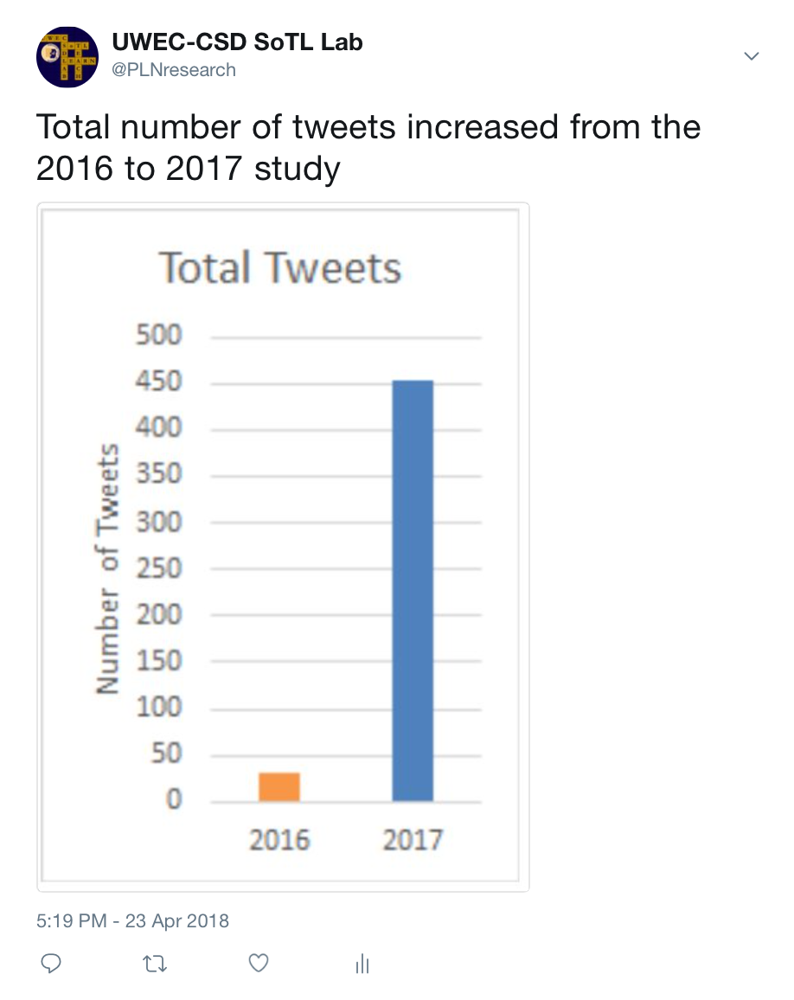 UWEC-CSD SoTL Lab
@PLNresearch
Total number of tweets increased from the
2016 to 2017 study
Total Tweets
Number of Tweets
500
450
400
350
300
250
200
150
100
50
0
2016 2017
5:19 PM - 23 Apr 2018